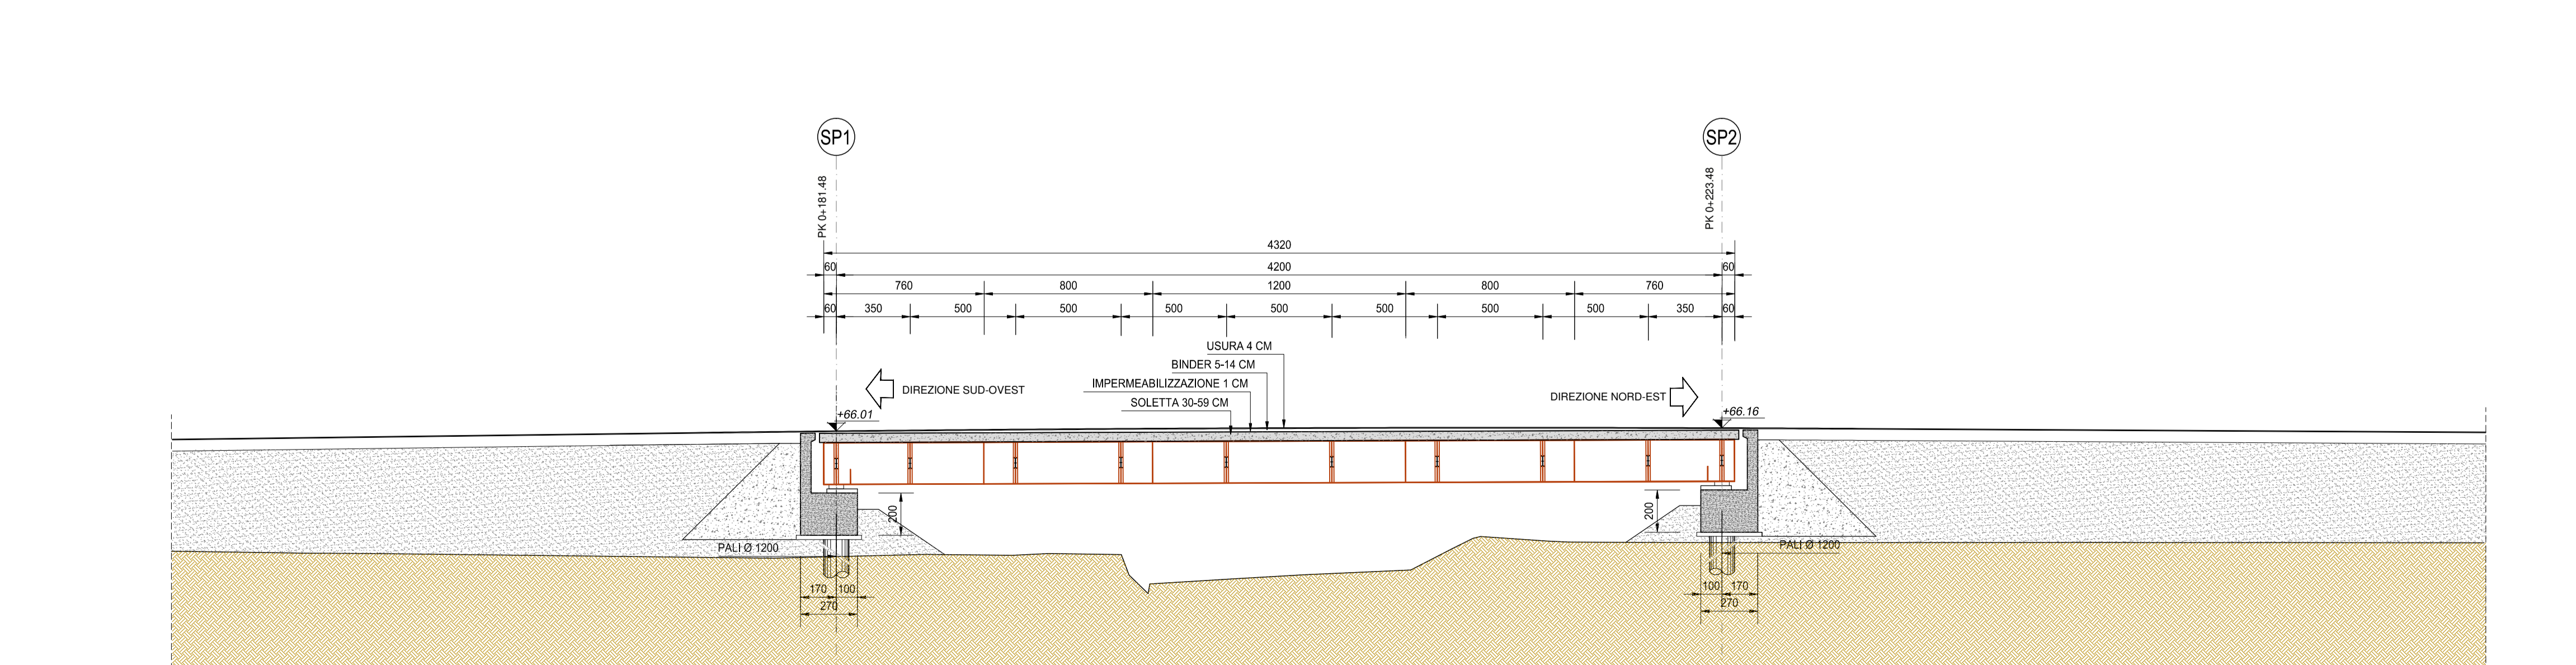 SP1
SP2
PK 0+181.48
PK 0+223.48
4320
60 4200 60
760 800 1200 800 760
60 350 500 500 500 500 500 500 500 350 60
USURA 4 CM
BINDER 5-14 CM
IMPERMEABILIZZAZIONE 1 CM
SOLETTA 30-59 CM
DIREZIONE SUD-OVEST
DIREZIONE NORD-EST
+66.01
+66.16
200
200
PALI Ø 1200
PALI Ø 1200
170 100
270
100 170
270